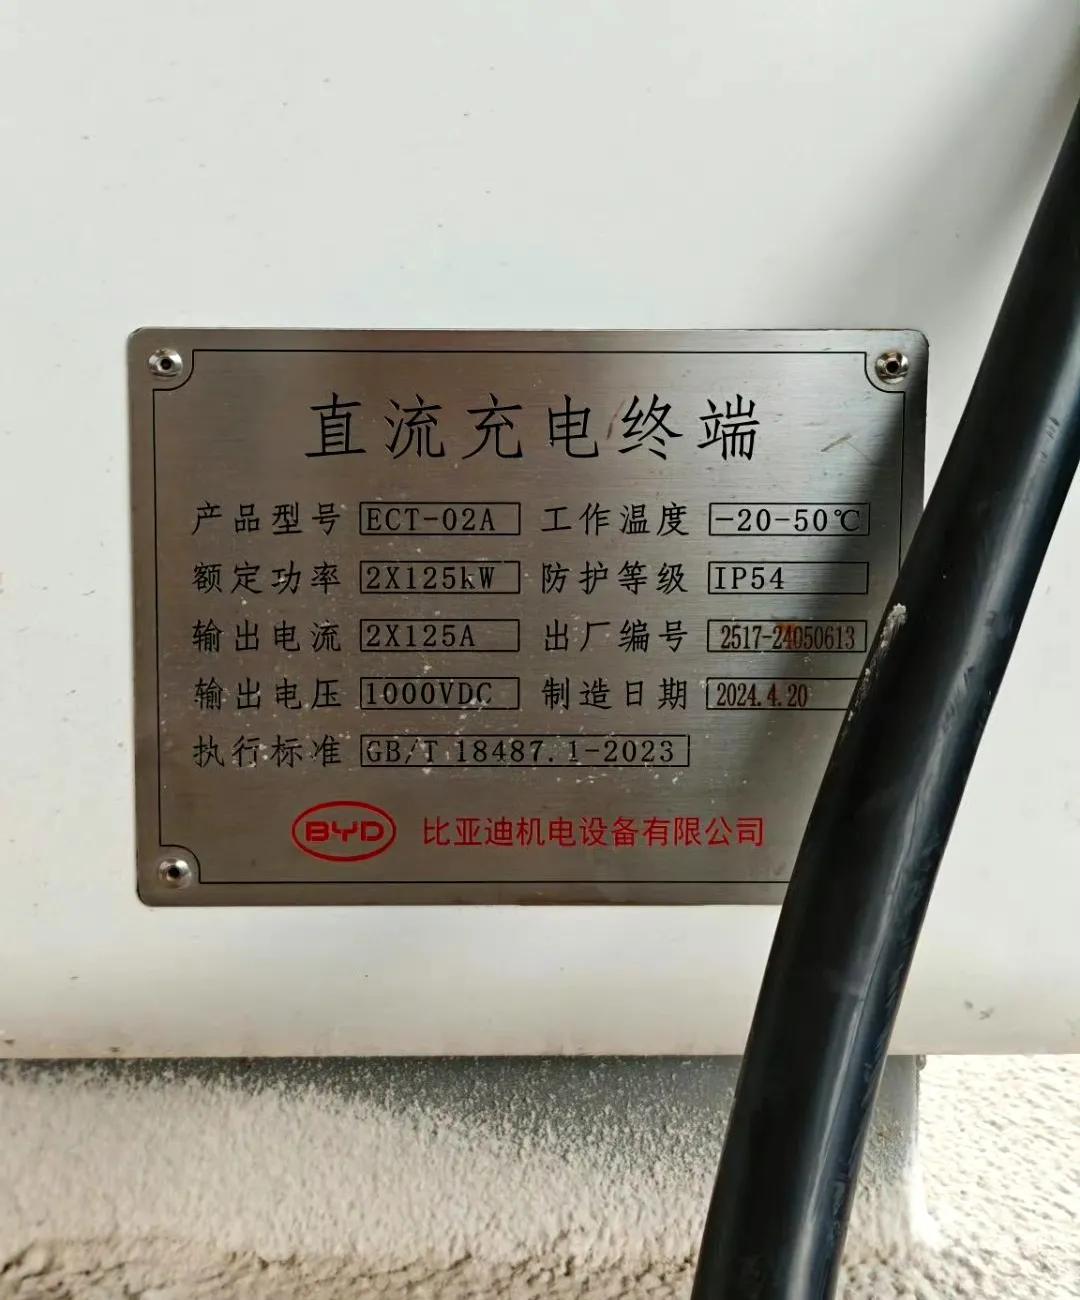 直流充电终端
产品型号 ECT-02A 工作温度 -20-50℃
额定功率 2X125kW 防护等级 IP54
输出电流 2X125A 出厂编号 2517-24050613
输出电压 1000VDC 制造日期 2024.4.20
执行标准 GB/T 18487.1-2023
BYD 比亚迪机电设备有限公司